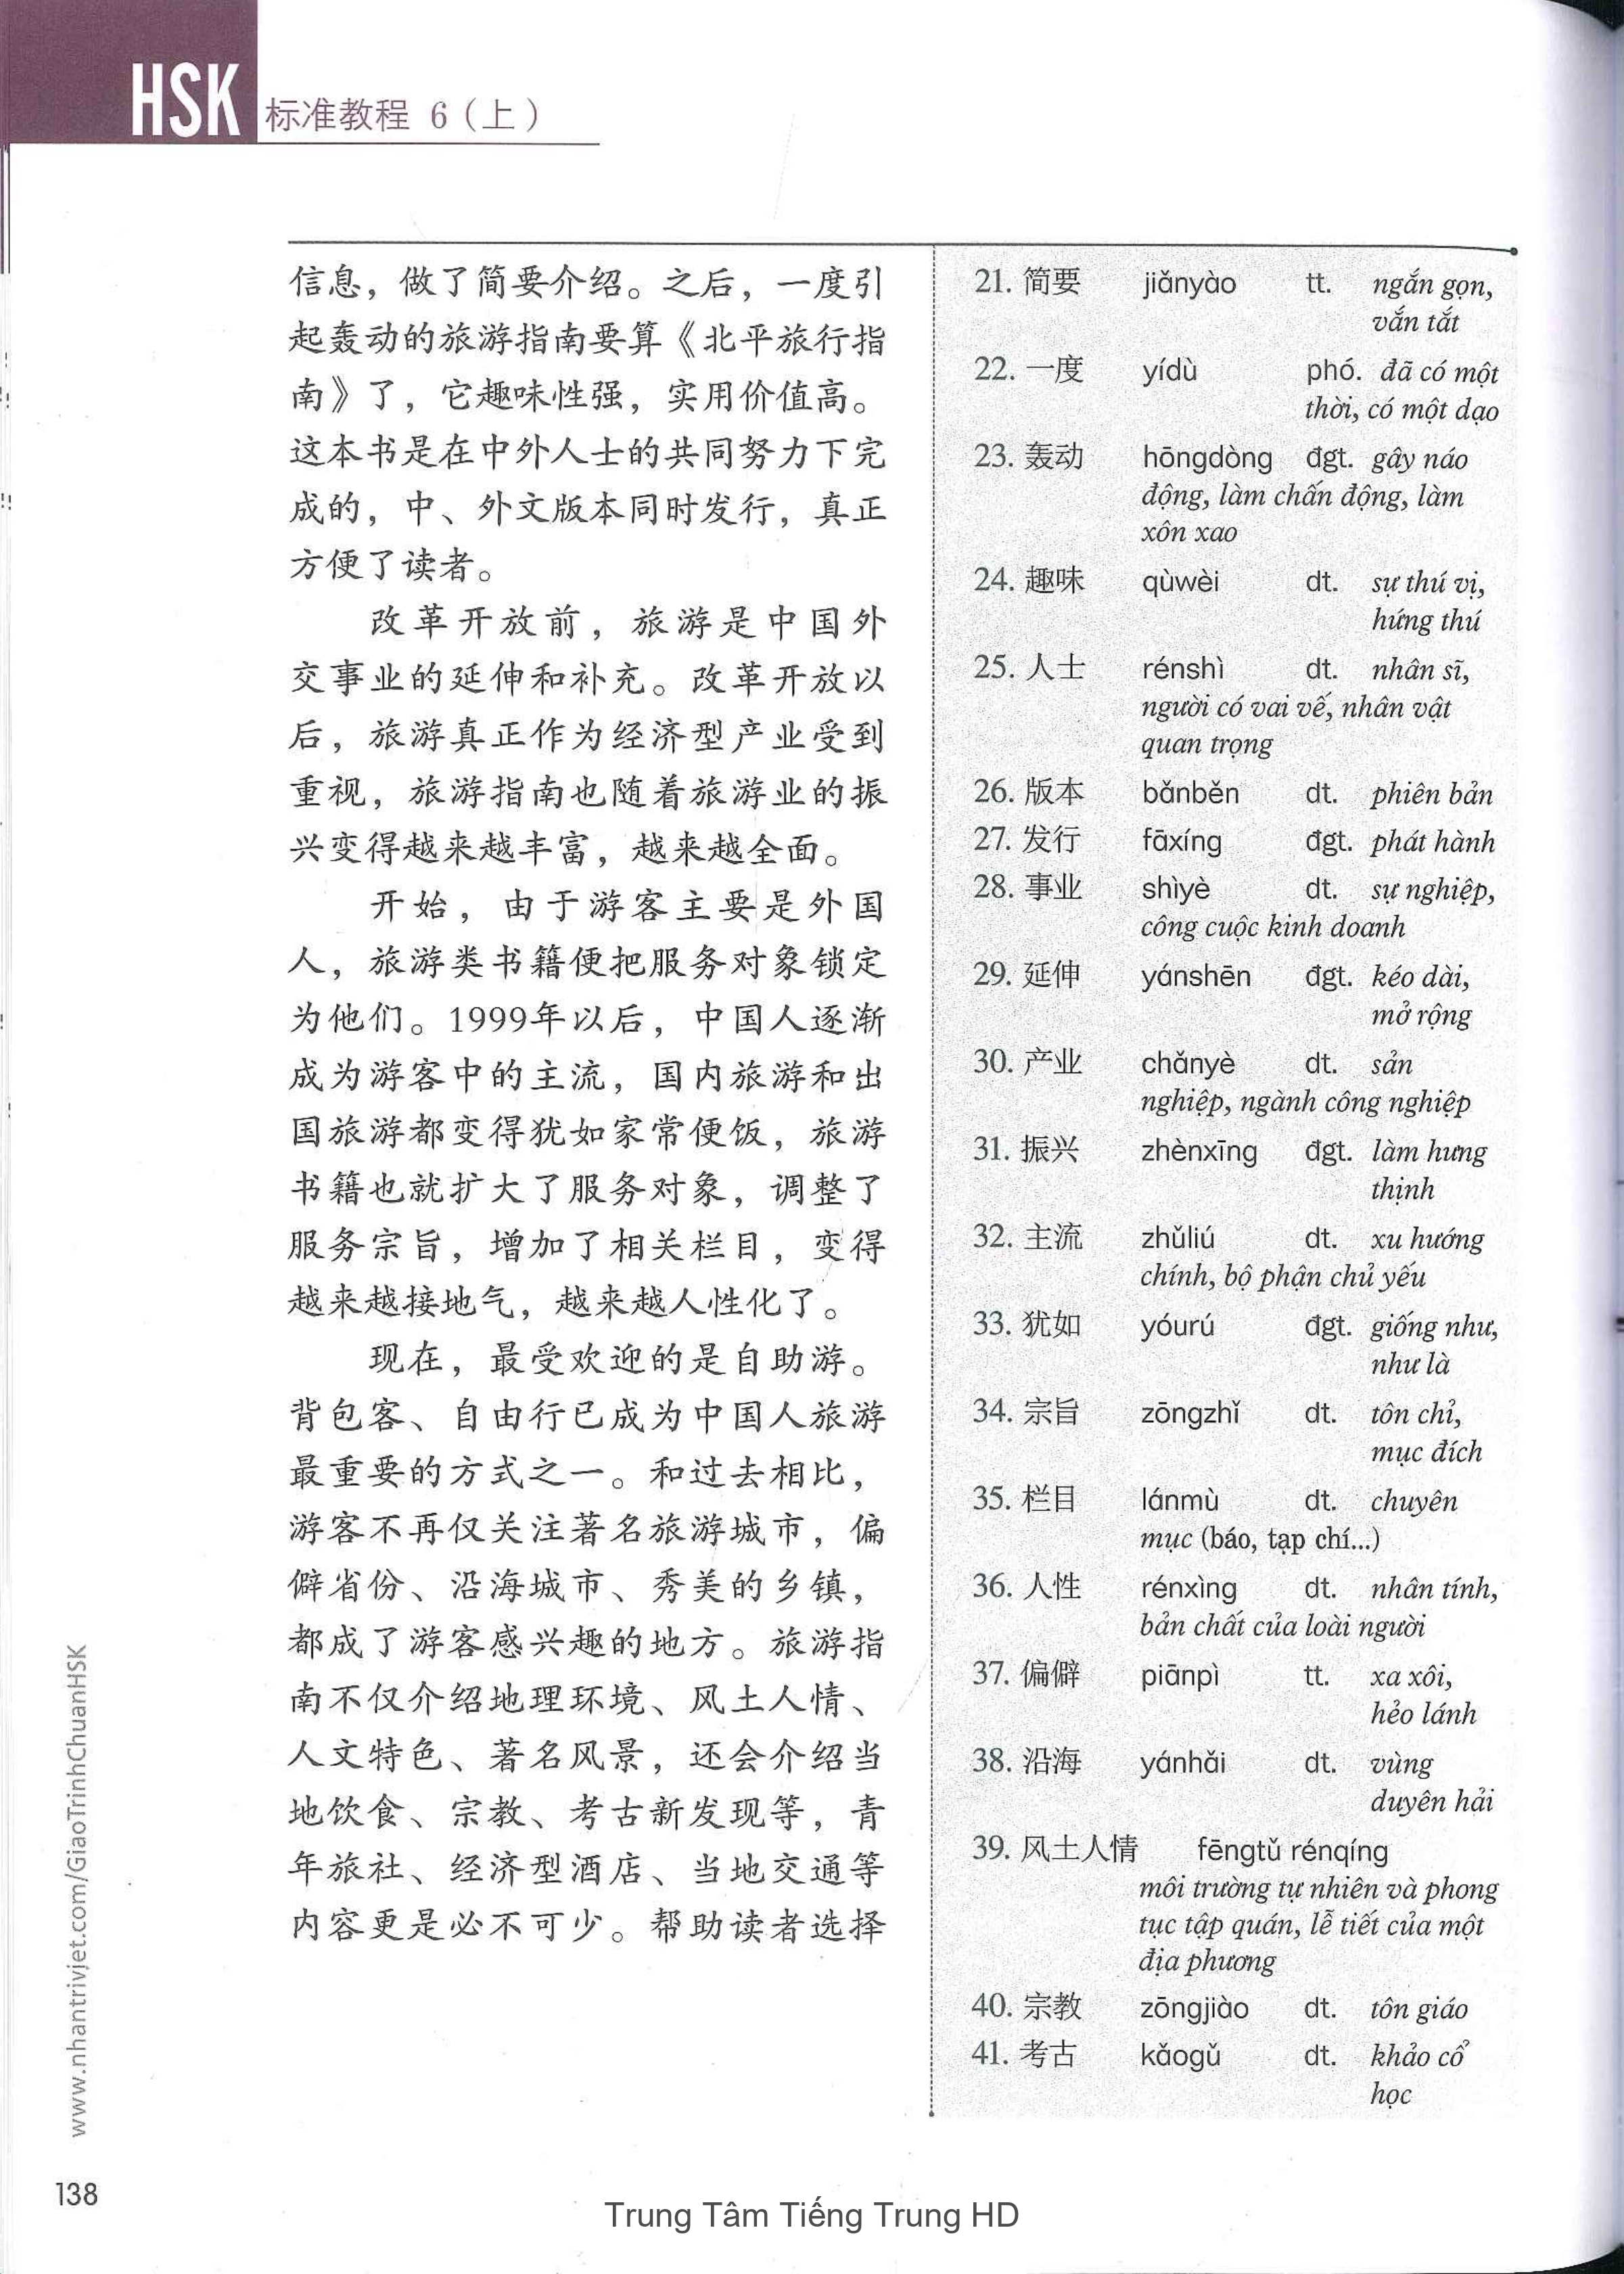 HSK 标准教程 6（上）
信息，做了简要介绍。之后，一度引
起轰动的旅游指南要算《北平旅行指
南》了，它趣味性强，实用价值高。
这本书是在中外人士的共同努力下完
成的，中、外文版本同时发行，真正
方便了读者。
改革开放前，旅游是中国外
交事业的延伸和补充。改革开放以
后，旅游真正作为经济型产业受到
重视，旅游指南也随着旅游业的振
兴变得越来越丰富，越来越全面。
开始，由于游客主要是外国
人，旅游类书籍便把服务对象锁定
为他们。1999年以后，中国人逐渐
成为游客中的主流，国内旅游和出
国旅游都变得犹如家常便饭，旅游
书籍也就扩大了服务对象，调整了
服务宗旨，增加了相关栏目，变得
越来越接地气，越来越人性化了。
现在，最受欢迎的是自助游。
背包客、自由行已成为中国人旅游
最重要的方式之一。和过去相比，
游客不再仅关注著名旅游城市，偏
僻省份、沿海城市、秀美的乡镇，
都成了游客感兴趣的地方。旅游指
南不仅介绍地理环境、风土人情、
人文特色、著名风景，还会介绍当
地饮食、宗教、考古新发现等，青
年旅社、经济型酒店、当地交通等
内容更是必不可少。帮助读者选择
21. 简要 jiǎnyào tt. ngắn gọn,
vắn tắt
22. 一度 yídù phó. đã có một
thời, có một dạo
23. 轰动 hōngdòng đgt. gây náo
động, làm chấn động, làm
xôn xao
24. 趣味 qùwèi dt. sự thú vị,
hứng thú
25. 人士 rénshì dt. nhân sĩ,
người có vai vế, nhân vật
quan trọng
26. 版本 bǎnběn dt. phiên bản
27. 发行 fāxíng đgt. phát hành
28. 事业 shìyè dt. sự nghiệp,
công cuộc kinh doanh
29. 延伸 yánshēn đgt. kéo dài,
mở rộng
30. 产业 chǎnyè dt. sản
nghiệp, ngành công nghiệp
31. 振兴 zhènxīng đgt. làm hưng
thịnh
32. 主流 zhǔliú dt. xu hướng
chính, bộ phận chủ yếu
33. 犹如 yóurú đgt. giống như,
như là
34. 宗旨 zōngzhǐ dt. tôn chỉ,
mục đích
35. 栏目 lánmù dt. chuyên
mục (báo, tạp chí...)
36. 人性 rénxìng dt. nhân tính,
bản chất của loài người
37. 偏僻 piānpì tt. xa xôi,
hẻo lánh
38. 沿海 yánhǎi dt. vùng
duyên hải
39. 风土人情 fēngtǔ rénqíng
môi trường tự nhiên và phong
tục tập quán, lễ tiết của một
địa phương
40. 宗教 zōngjiào dt. tôn giáo
41. 考古 kǎogǔ dt. khảo cổ
học
www.nhantrivjet.com/GiaoTrinhChuanHSK
138
Trung Tâm Tiếng Trung HD